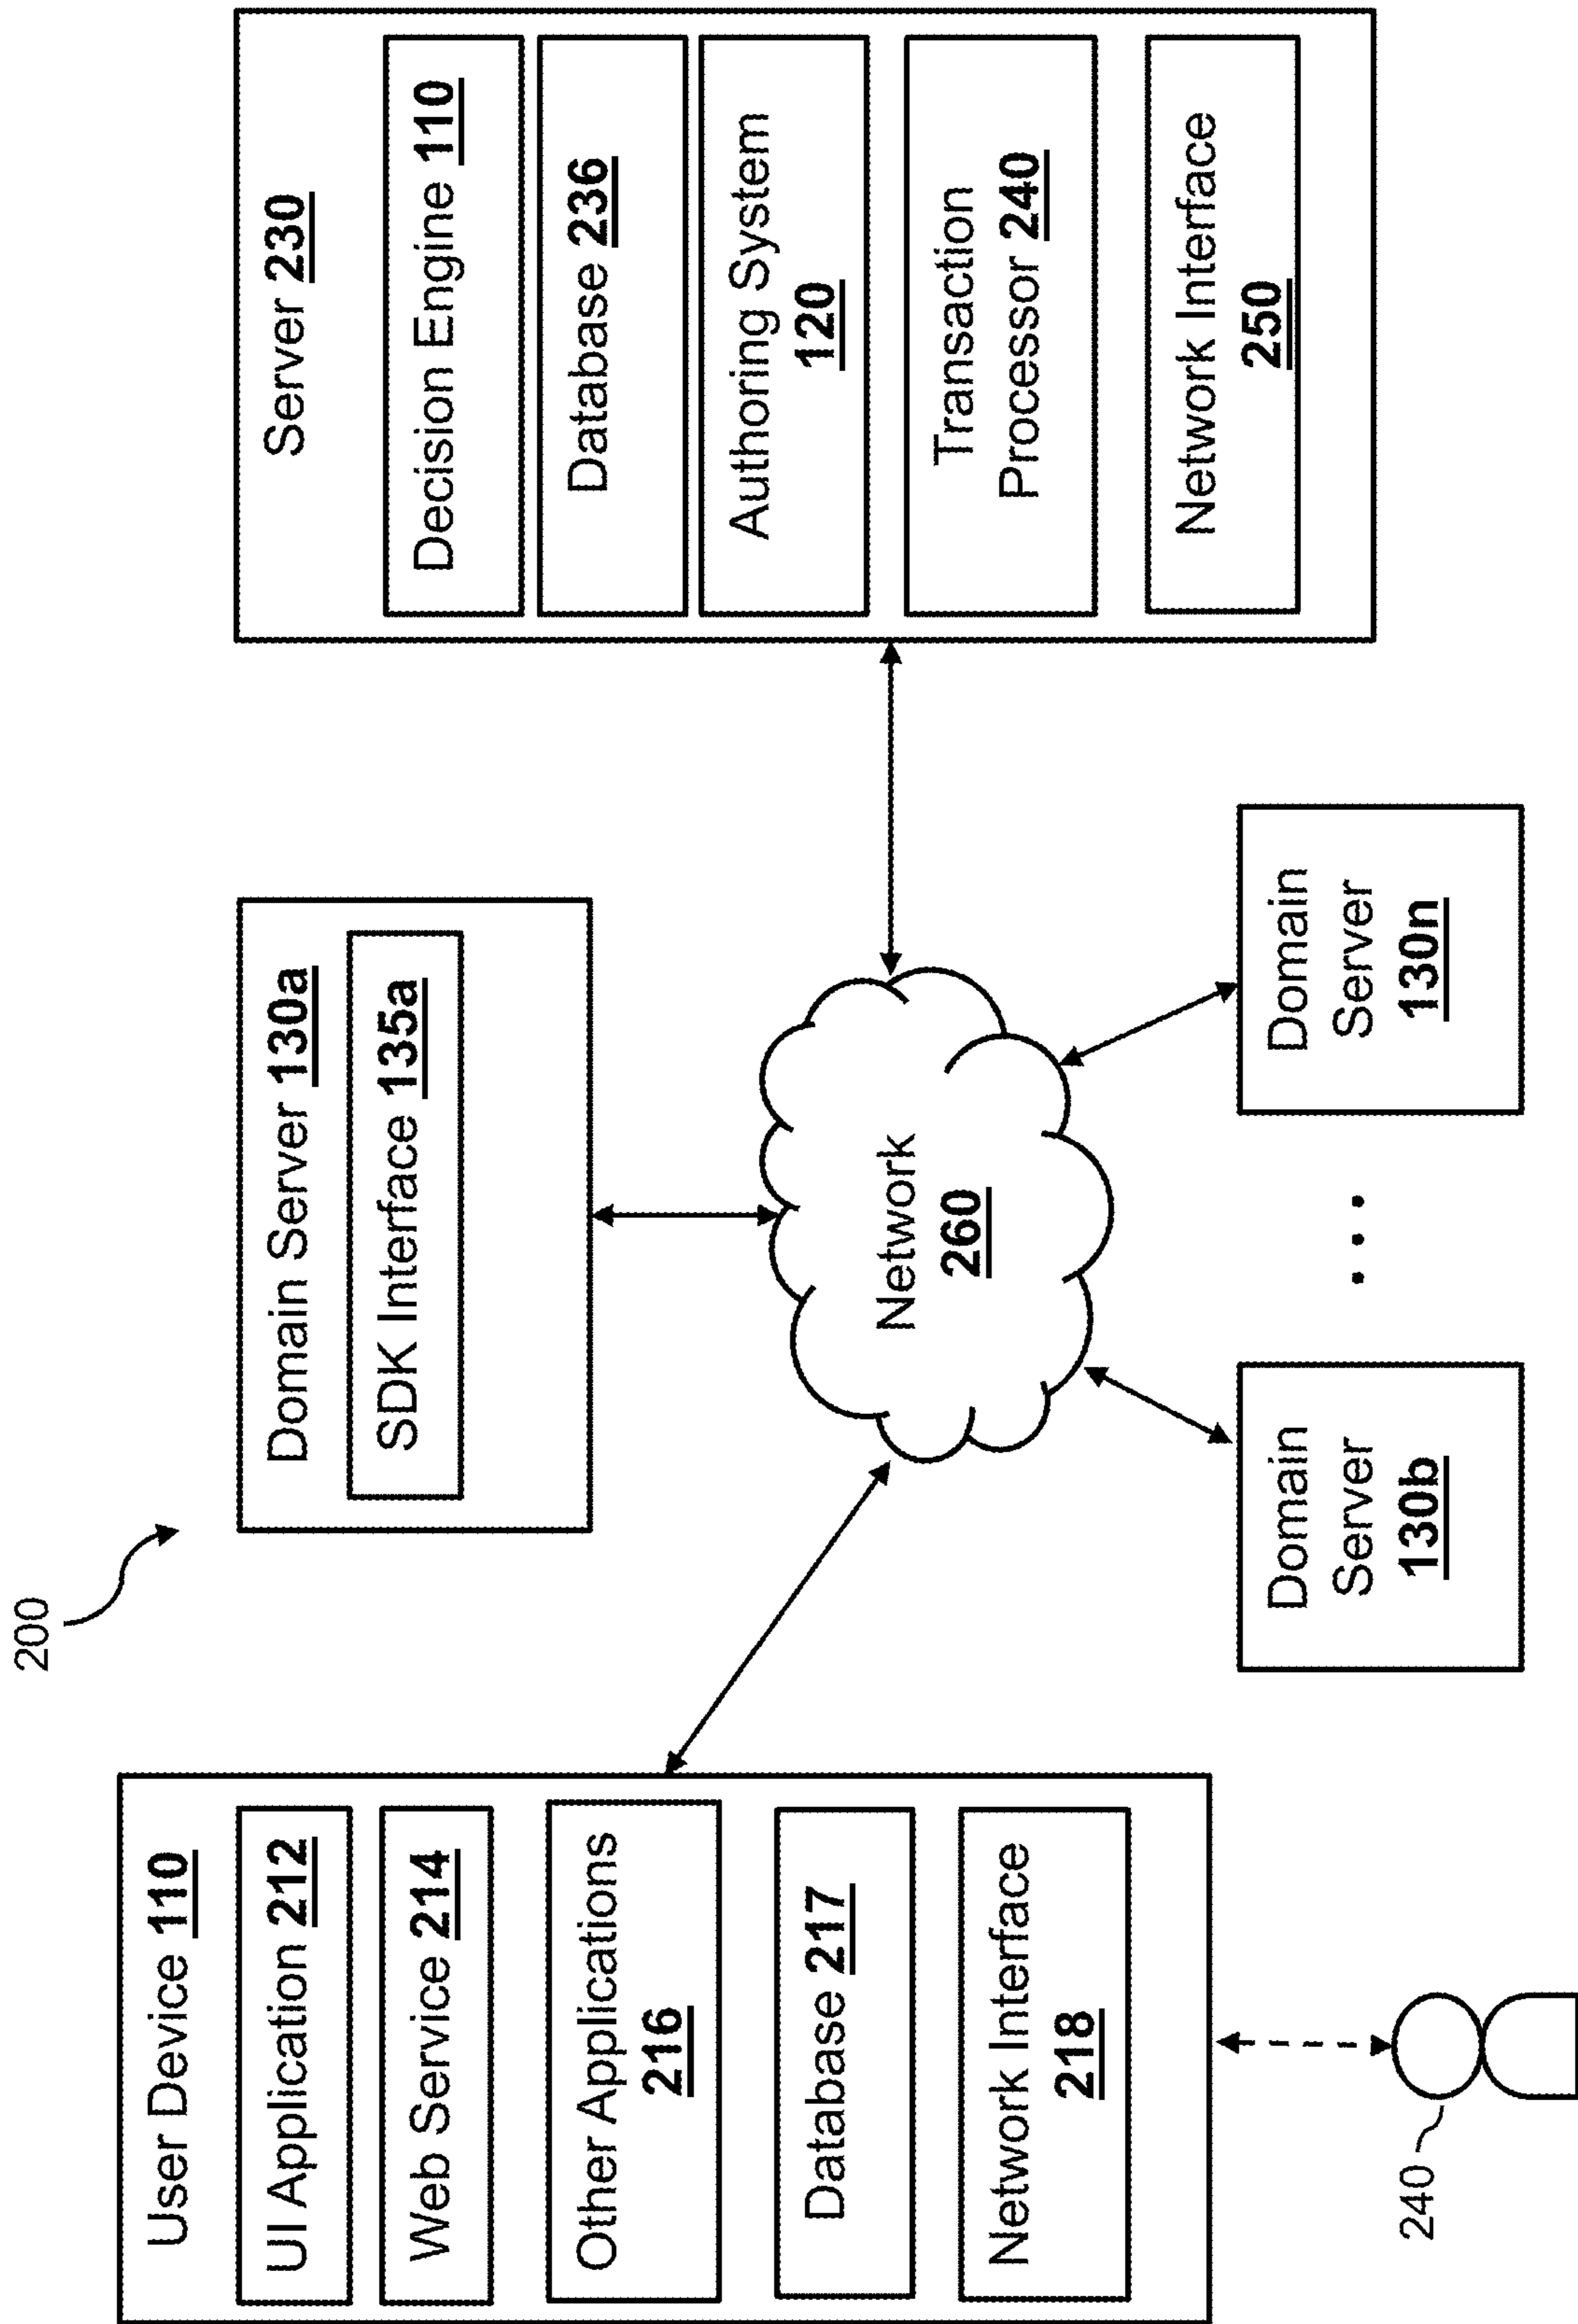 200
User Device 110
UI Application 212
Web Service 214
Other Applications
216
Database 217
Network Interface
218
240
Domain Server 130a
SDK Interface 135a
Network
260
Domain
Server
130b
...
Domain
Server
130n
Server 230
Decision Engine 110
Database 236
Authoring System
120
Transaction
Processor 240
Network Interface
250